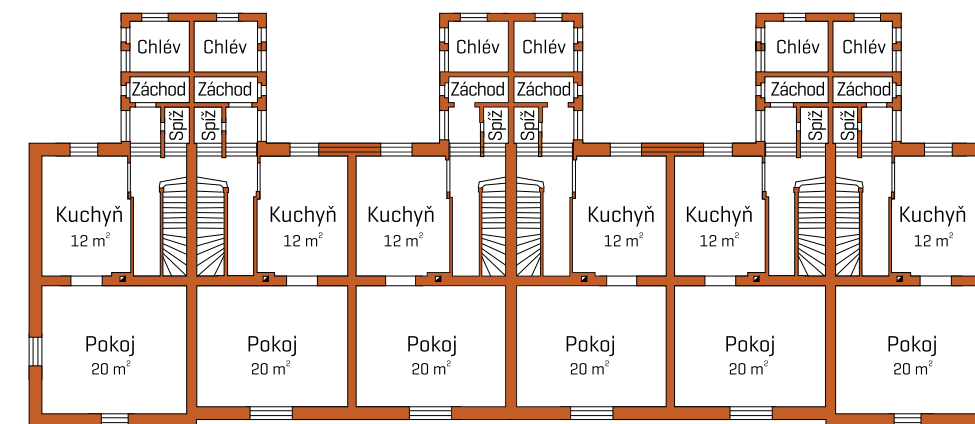 Chlév Chlév Chlév Chlév Chlév Chlév
Záchod Záchod Záchod Záchod Záchod Záchod
Spíž Spíž Spíž Spíž Spíž Spíž
Kuchyň Kuchyň Kuchyň Kuchyň Kuchyň Kuchyň
12 m² 12 m² 12 m² 12 m² 12 m² 12 m²
Pokoj Pokoj Pokoj Pokoj Pokoj Pokoj
20 m² 20 m² 20 m² 20 m² 20 m² 20 m²